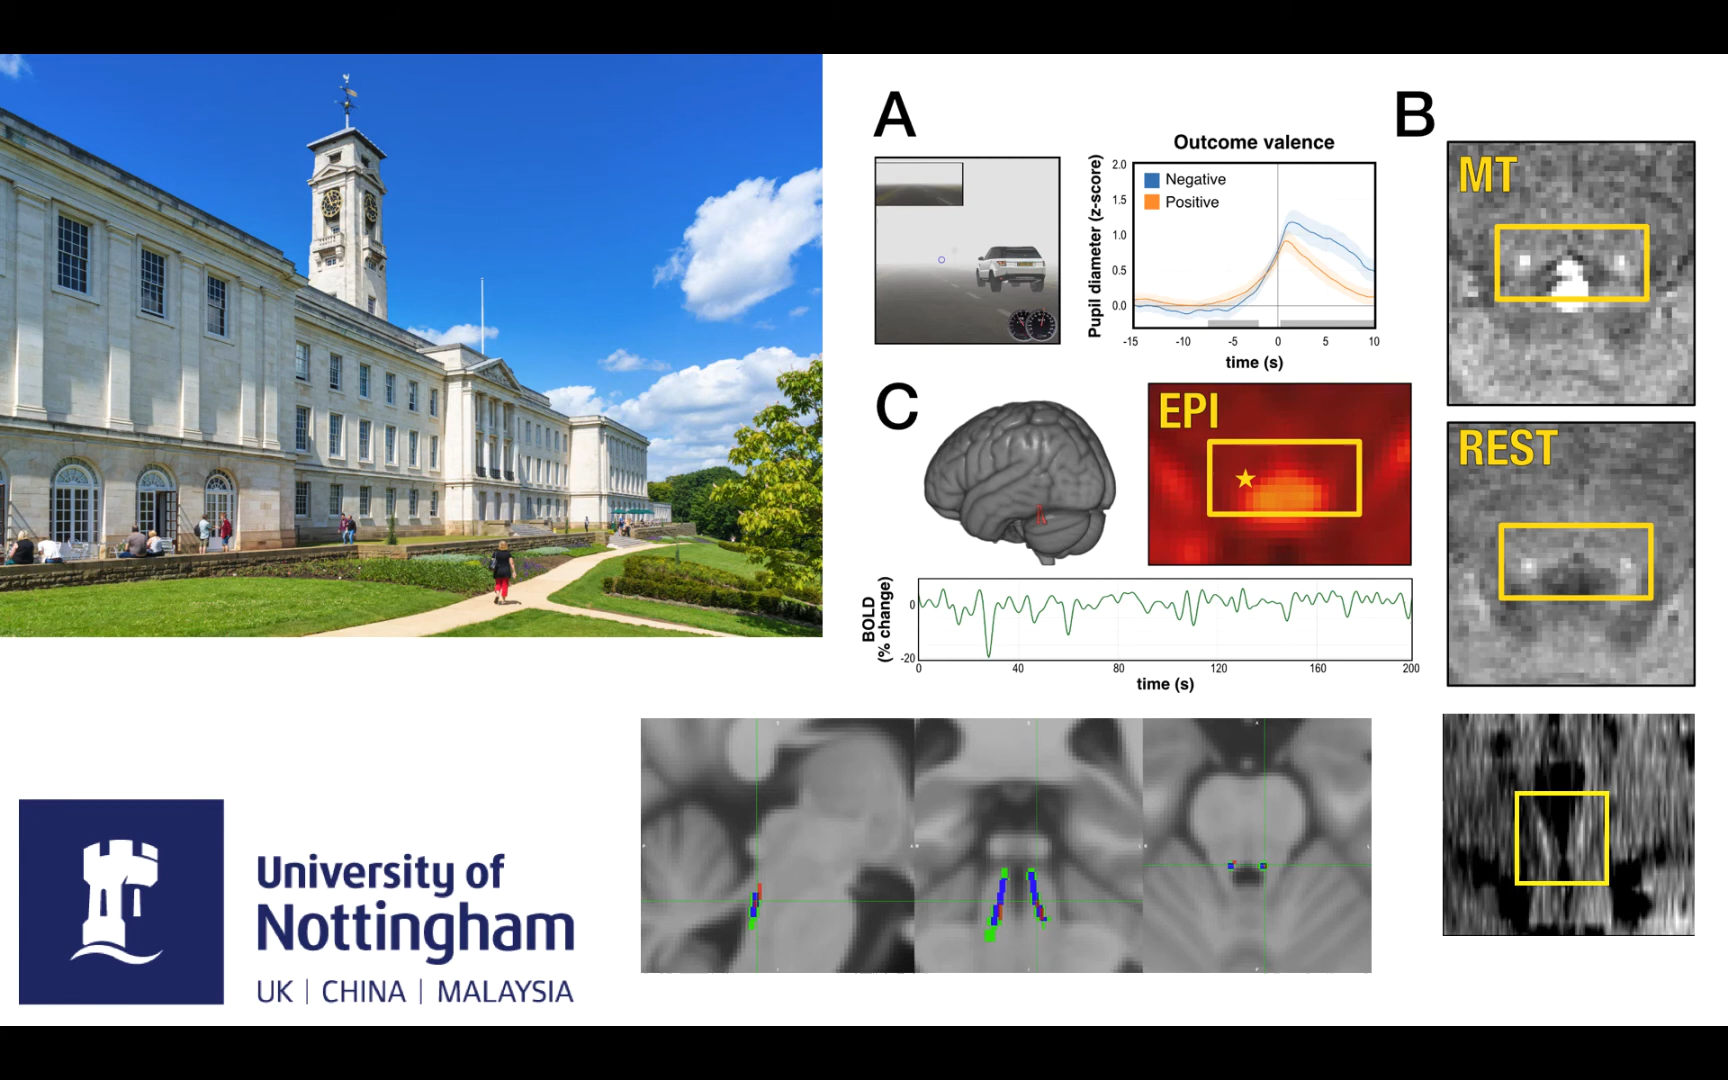 A
Outcome valence
Pupil diameter (z-score)
2.0
1.5
1.0
0.5
0.0
Negative
Positive
-15
-10
-5
0
5
10
time (s)
B
MT
REST
C
EPI
BOLD
(% change)
0
-20
0
40
80
120
160
200
time (s)
University of
Nottingham
UK | CHINA | MALAYSIA